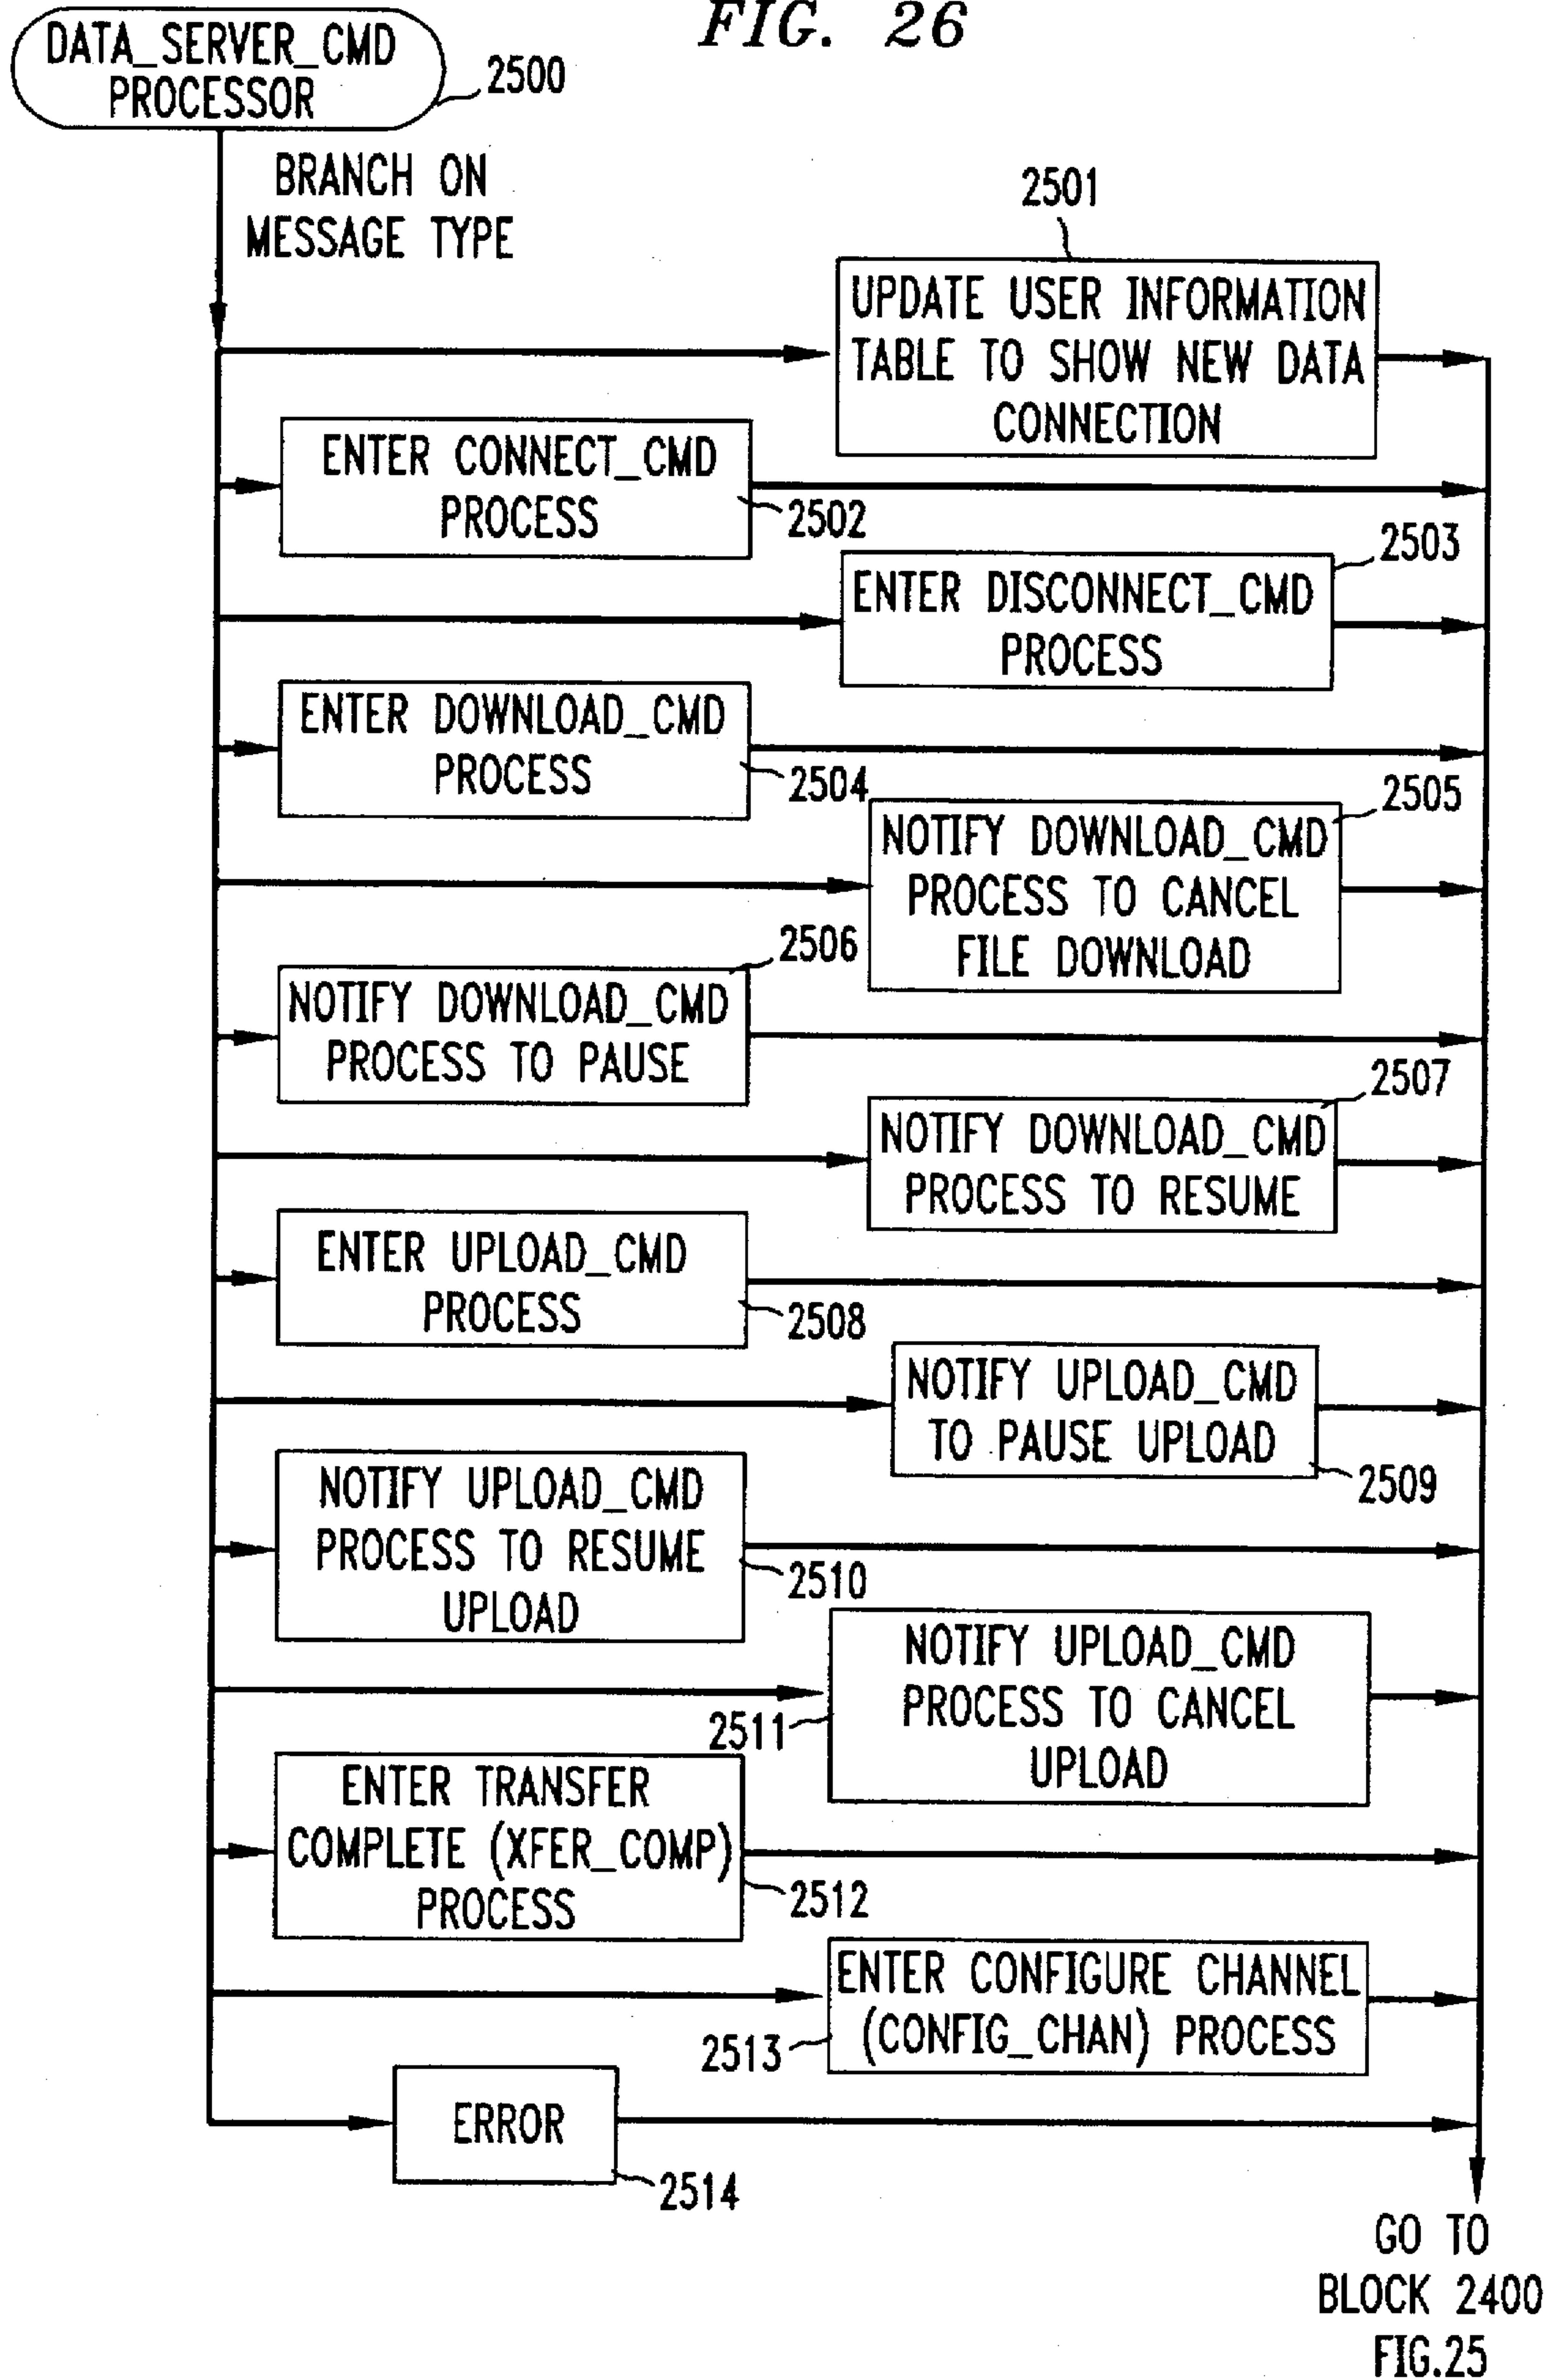 FIG. 26
DATA_SERVER_CMD
PROCESSOR
2500
BRANCH ON
MESSAGE TYPE
2501
UPDATE USER INFORMATION
TABLE TO SHOW NEW DATA
CONNECTION
ENTER CONNECT_CMD
PROCESS
2502
2503
ENTER DISCONNECT_CMD
PROCESS
ENTER DOWNLOAD_CMD
PROCESS
2504
2505
NOTIFY DOWNLOAD_CMD
PROCESS TO CANCEL
FILE DOWNLOAD
2506
NOTIFY DOWNLOAD_CMD
PROCESS TO PAUSE
2507
NOTIFY DOWNLOAD_CMD
PROCESS TO RESUME
ENTER UPLOAD_CMD
PROCESS
2508
NOTIFY UPLOAD_CMD
TO PAUSE UPLOAD
2509
NOTIFY UPLOAD_CMD
PROCESS TO RESUME
UPLOAD
2510
NOTIFY UPLOAD_CMD
PROCESS TO CANCEL
UPLOAD
2511
ENTER TRANSFER
COMPLETE (XFER_COMP)
PROCESS
2512
ENTER CONFIGURE CHANNEL
(CONFIG_CHAN) PROCESS
2513
ERROR
2514
GO TO
BLOCK 2400
FIG.25